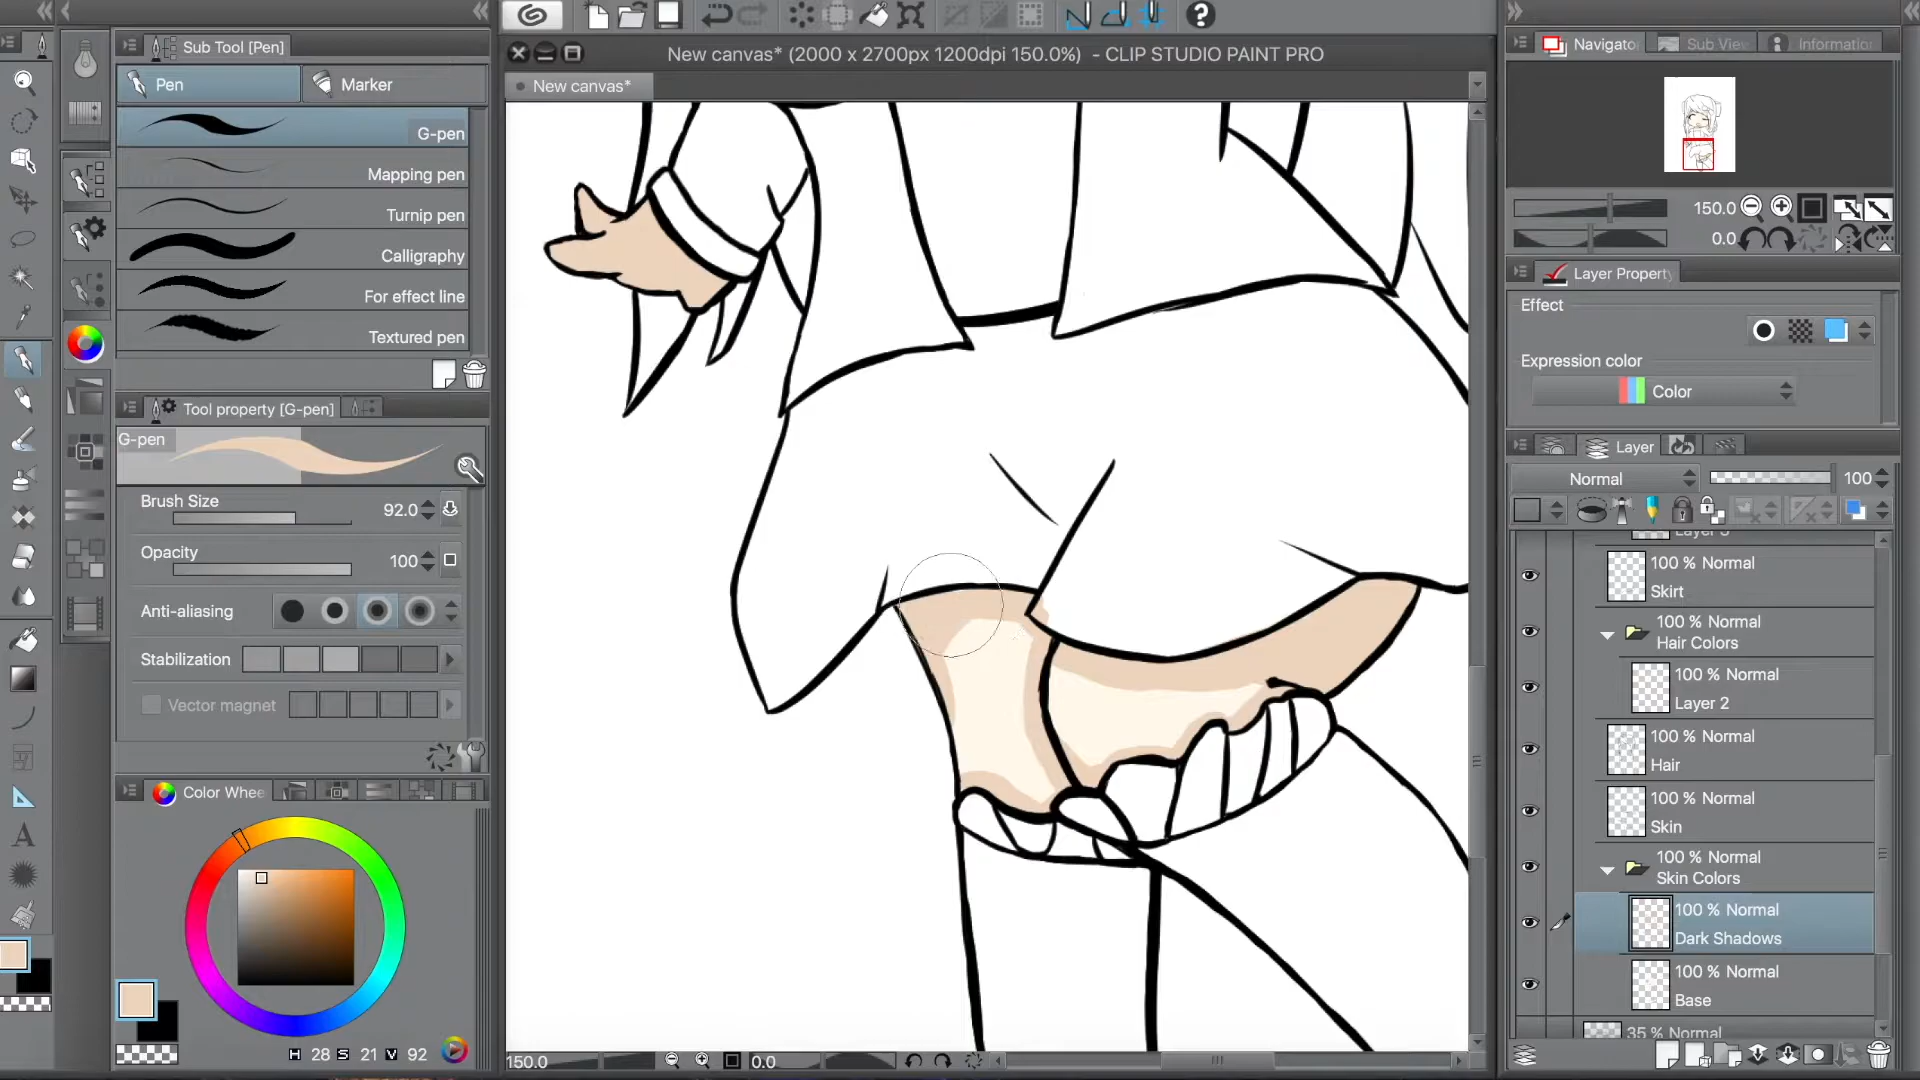 Sub Tool [Pen]
Pen
Marker
G-pen
Mapping pen
Turnip pen
Calligraphy
For effect line
Textured pen
Tool property [G-pen]
G-pen
Brush Size
92.0
Opacity
100
Anti-aliasing
Stabilization
Vector magnet
Color Whee
H 28 S 21 V 92
New canvas* (2000 x 2700px 1200dpi 150.0%) - CLIP STUDIO PAINT PRO
New canvas*
150.0
0.0
Navigato
Sub View
Information
150.0
0.0
Layer Property
Effect
Expression color
Color
Layer
Normal
100
100 % Normal
Skirt
100 % Normal
Hair Colors
100 % Normal
Layer 2
100 % Normal
Hair
100 % Normal
Skin
100 % Normal
Skin Colors
100 % Normal
Dark Shadows
100 % Normal
Base
35 % Normal